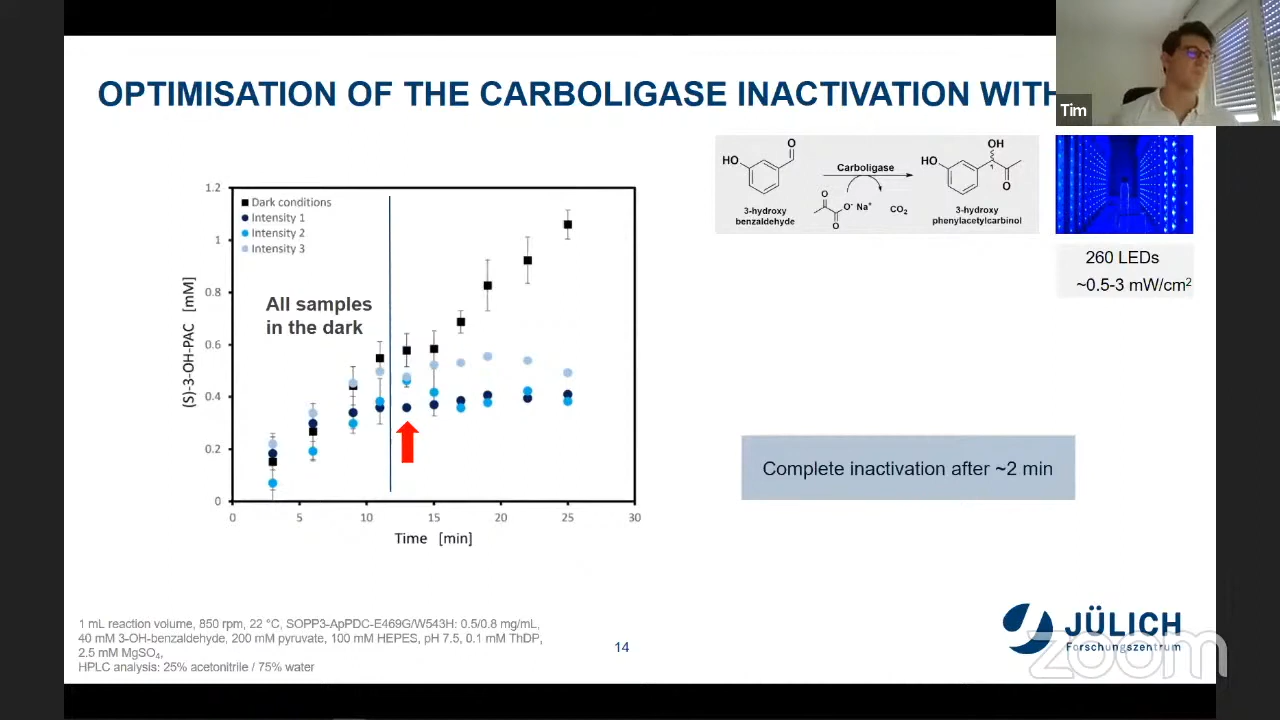 OPTIMISATION OF THE CARBOLIGASE INACTIVATION WITH
Tim
1.2
1
0.8
0.6
0.4
0.2
0
0
5
10
15
20
25
30
(S)-3-OH-PAC [mM]
Time [min]
Dark conditions
Intensity 1
Intensity 2
Intensity 3
All samples
in the dark
HO
O
3-hydroxy
benzaldehyde
Carboligase
O
O
O⁻ Na⁺
CO₂
HO
OH
*
O
3-hydroxy
phenylacetylcarbinol
260 LEDs
~0.5-3 mW/cm²
Complete inactivation after ~2 min
1 mL reaction volume, 850 rpm, 22 °C, SOPP3-ApPDC-E469G/W543H: 0.5/0.8 mg/mL,
40 mM 3-OH-benzaldehyde, 200 mM pyruvate, 100 mM HEPES, pH 7.5, 0.1 mM ThDP,
2.5 mM MgSO₄,
HPLC analysis: 25% acetonitrile / 75% water
14
JÜLICH
Forschungszentrum
zoom